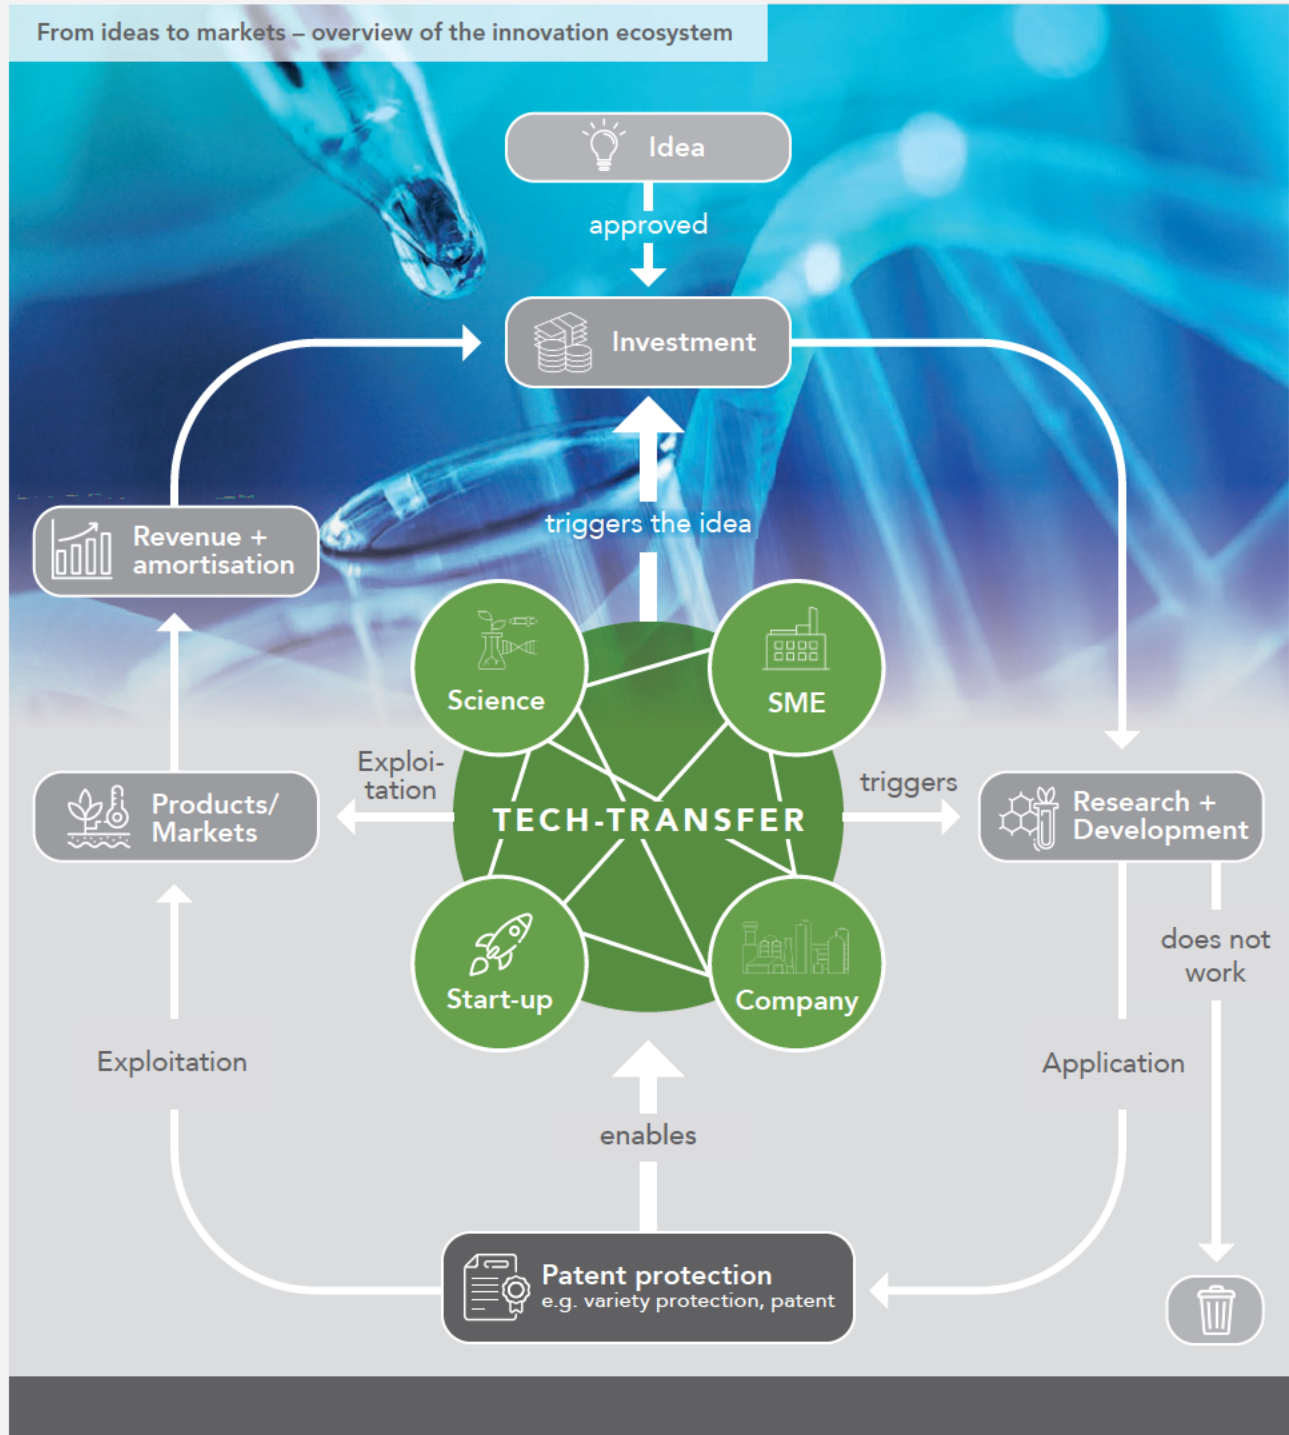 From ideas to markets – overview of the innovation ecosystem
Idea
approved
Investment
Revenue +
amortisation
triggers the idea
Science
SME
Exploi-
tation
triggers
Products/
Markets
TECH-TRANSFER
Research +
Development
does not
work
Start-up
Company
Exploitation
Application
enables
Patent protection
e.g. variety protection, patent